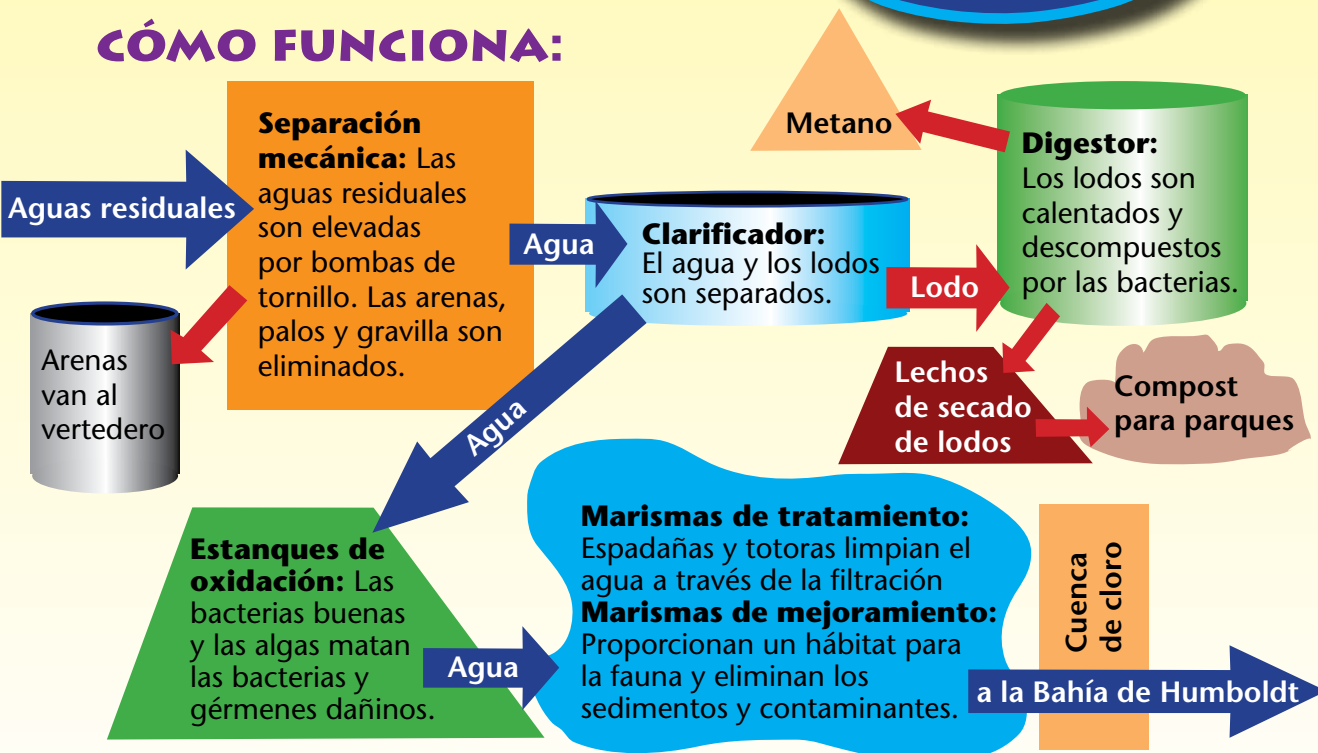 CÓMO FUNCIONA:
Aguas residuales
Separación
mecánica: Las
aguas residuales
son elevadas
por bombas de
tornillo. Las arenas,
palos y gravilla son
eliminados.
Arenas
van al
vertedero
Agua
Clarificador:
El agua y los lodos
son separados.
Lodo
Digestor:
Los lodos son
calentados y
descompuestos
por las bacterias.
Metano
Lechos
de secado
de lodos
Compost
para parques
Agua
Estanques de
oxidación: Las
bacterias buenas
y las algas matan
las bacterias y
gérmenes dañinos.
Agua
Marismas de tratamiento:
Espadañas y totoras limpian el
agua a través de la filtración
Marismas de mejoramiento:
Proporcionan un hábitat para
la fauna y eliminan los
sedimentos y contaminantes.
Cuenca
de cloro
a la Bahía de Humboldt